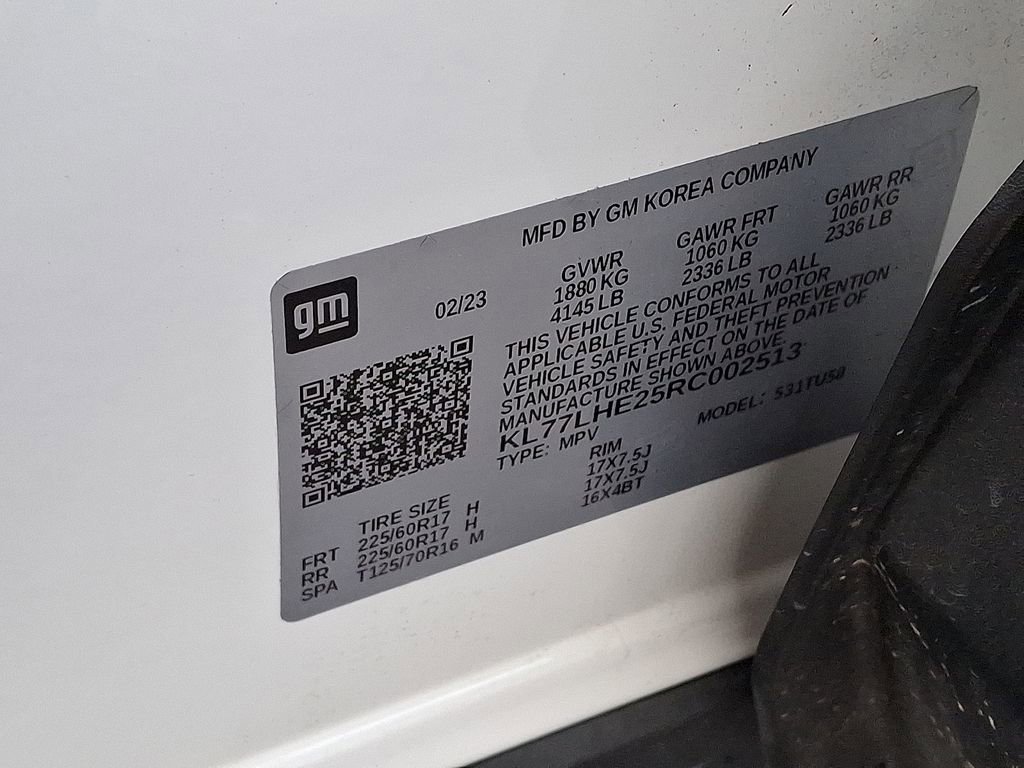 MFD BY GM KOREA COMPANY
gm
02/23
GVWR GAWR FRT GAWR RR
1880 KG 1060 KG 1060 KG
4145 LB 2336 LB 2336 LB
THIS VEHICLE CONFORMS TO ALL
APPLICABLE U.S. FEDERAL MOTOR
VEHICLE SAFETY AND THEFT PREVENTION
STANDARDS IN EFFECT ON THE DATE OF
MANUFACTURE SHOWN ABOVE
KL77LHE25RC002513
TYPE: MPV MODEL: 531TU58
TIRE SIZE RIM
FRT 225/60R17 H 17X7.5J
RR 225/60R17 H 17X7.5J
SPA T125/70R16 M 16X4BT